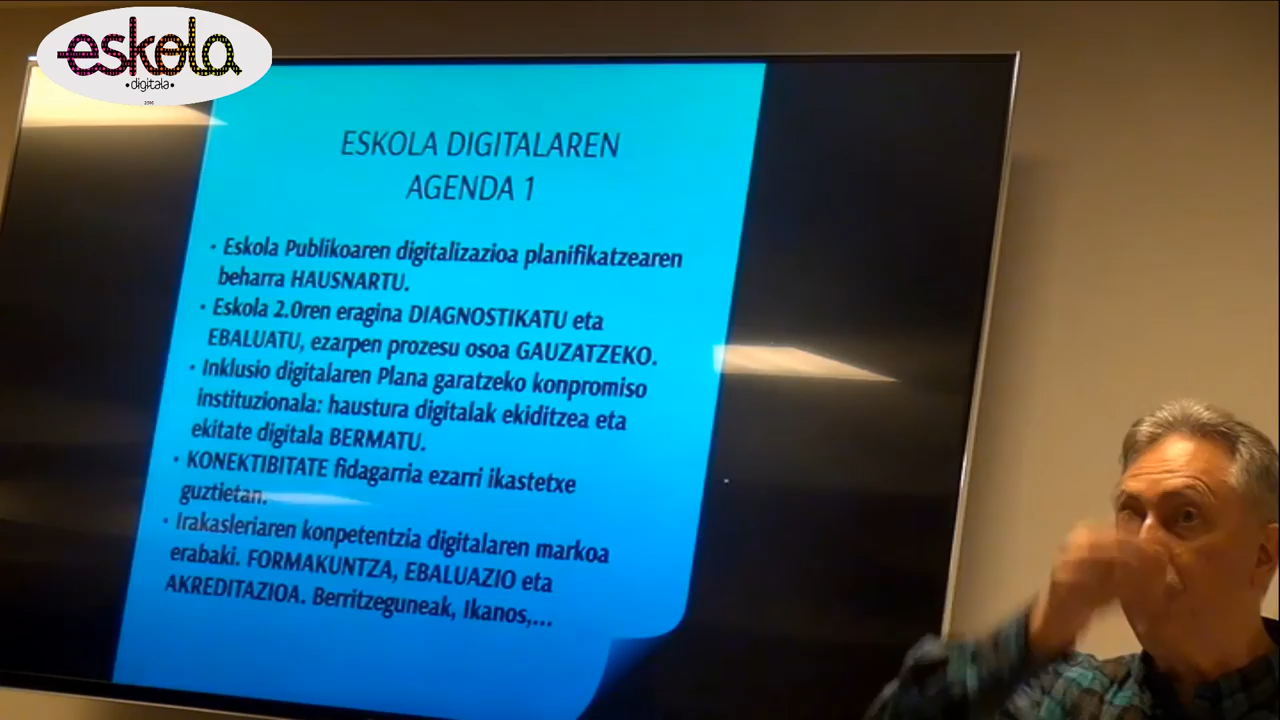 eskola
•digitala•
2016
ESKOLA DIGITALAREN
AGENDA 1
• Eskola Publikoaren digitalizazioa planifikatzearen
beharra HAUSNARTU.
• Eskola 2.0ren eragina DIAGNOSTIKATU eta
EBALUATU, ezarpen prozesu osoa GAUZATZEKO.
• Inklusio digitalaren Plana garatzeko konpromiso
instituzionala: haustura digitalak ekiditzea eta
ekitate digitala BERMATU.
• KONEKTIBITATE fidagarria ezarri ikastetxe
guztietan.
• Irakasleriaren konpetentzia digitalaren markoa
erabaki. FORMAKUNTZA, EBALUAZIO eta
AKREDITAZIOA. Berritzeguneak, Ikanos,...